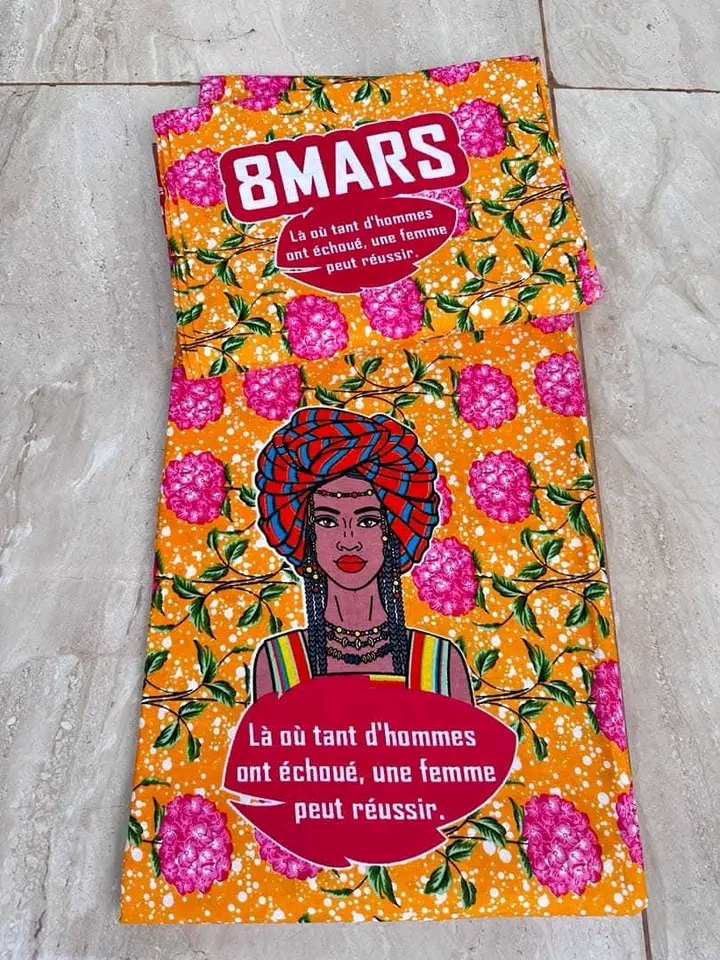 8MARS
Là où tant d'hommes
ont échoué, une femme
peut réussir.
Là où tant d'hommes
ont échoué, une femme
peut réussir.